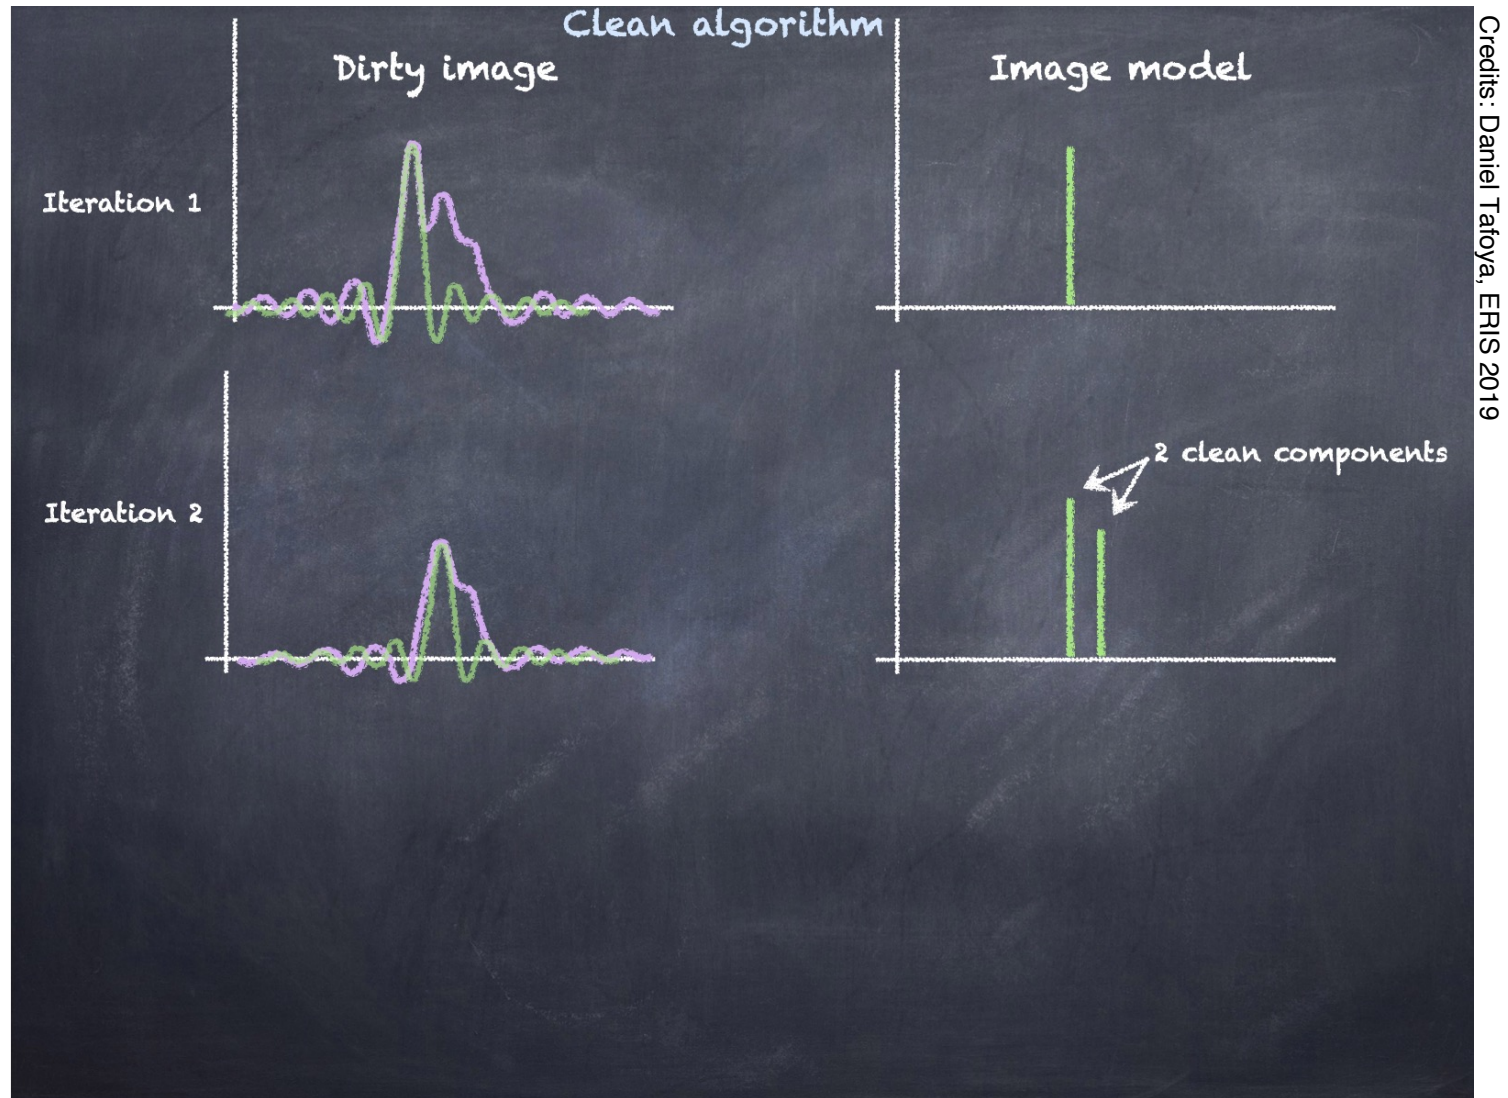 Clean algorithm
Dirty image
Image model
Iteration 1
2 clean components
Iteration 2
Credits: Daniel Tafoya, ERIS 2019